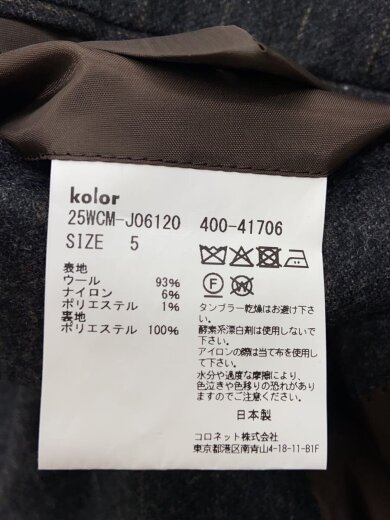 kolor
25WCM-J06120 400-41706
SIZE 5
表地
ウール 93%
ナイロン 6%
ポリエステル 1%
裏地
ポリエステル 100%
F W
タンブラー乾燥はお避け下さ
い。
酵素系漂白剤は使用しないで
下さい。
アイロンの際は当て布を使用し
て下さい。
水分や過度な摩擦により、
色泣きや色移りの恐れがあり
ますのでご注意ください。
日本製
コロネット株式会社
東京都港区南青山4-18-11-B1F